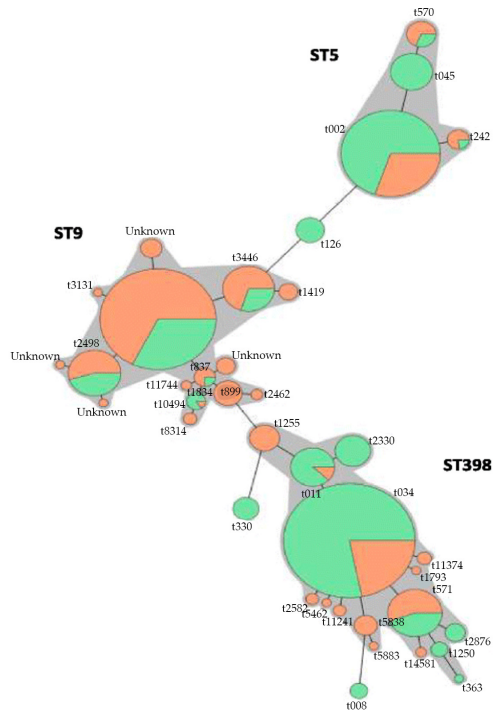 t570
ST5
t045
t002
t242
t126
ST9
Unknown
t3446
t3131
t1419
t2498
Unknown
t837
Unknown
t11744
t1834
t899
t2462
t10494
Unknown
t8314
t1255
t2330
ST398
t011
t034
t330
t11374
t1793
t571
t2582
t5462
t11241
t5838
t2876
t1250
t5883
t14581
t363
t008